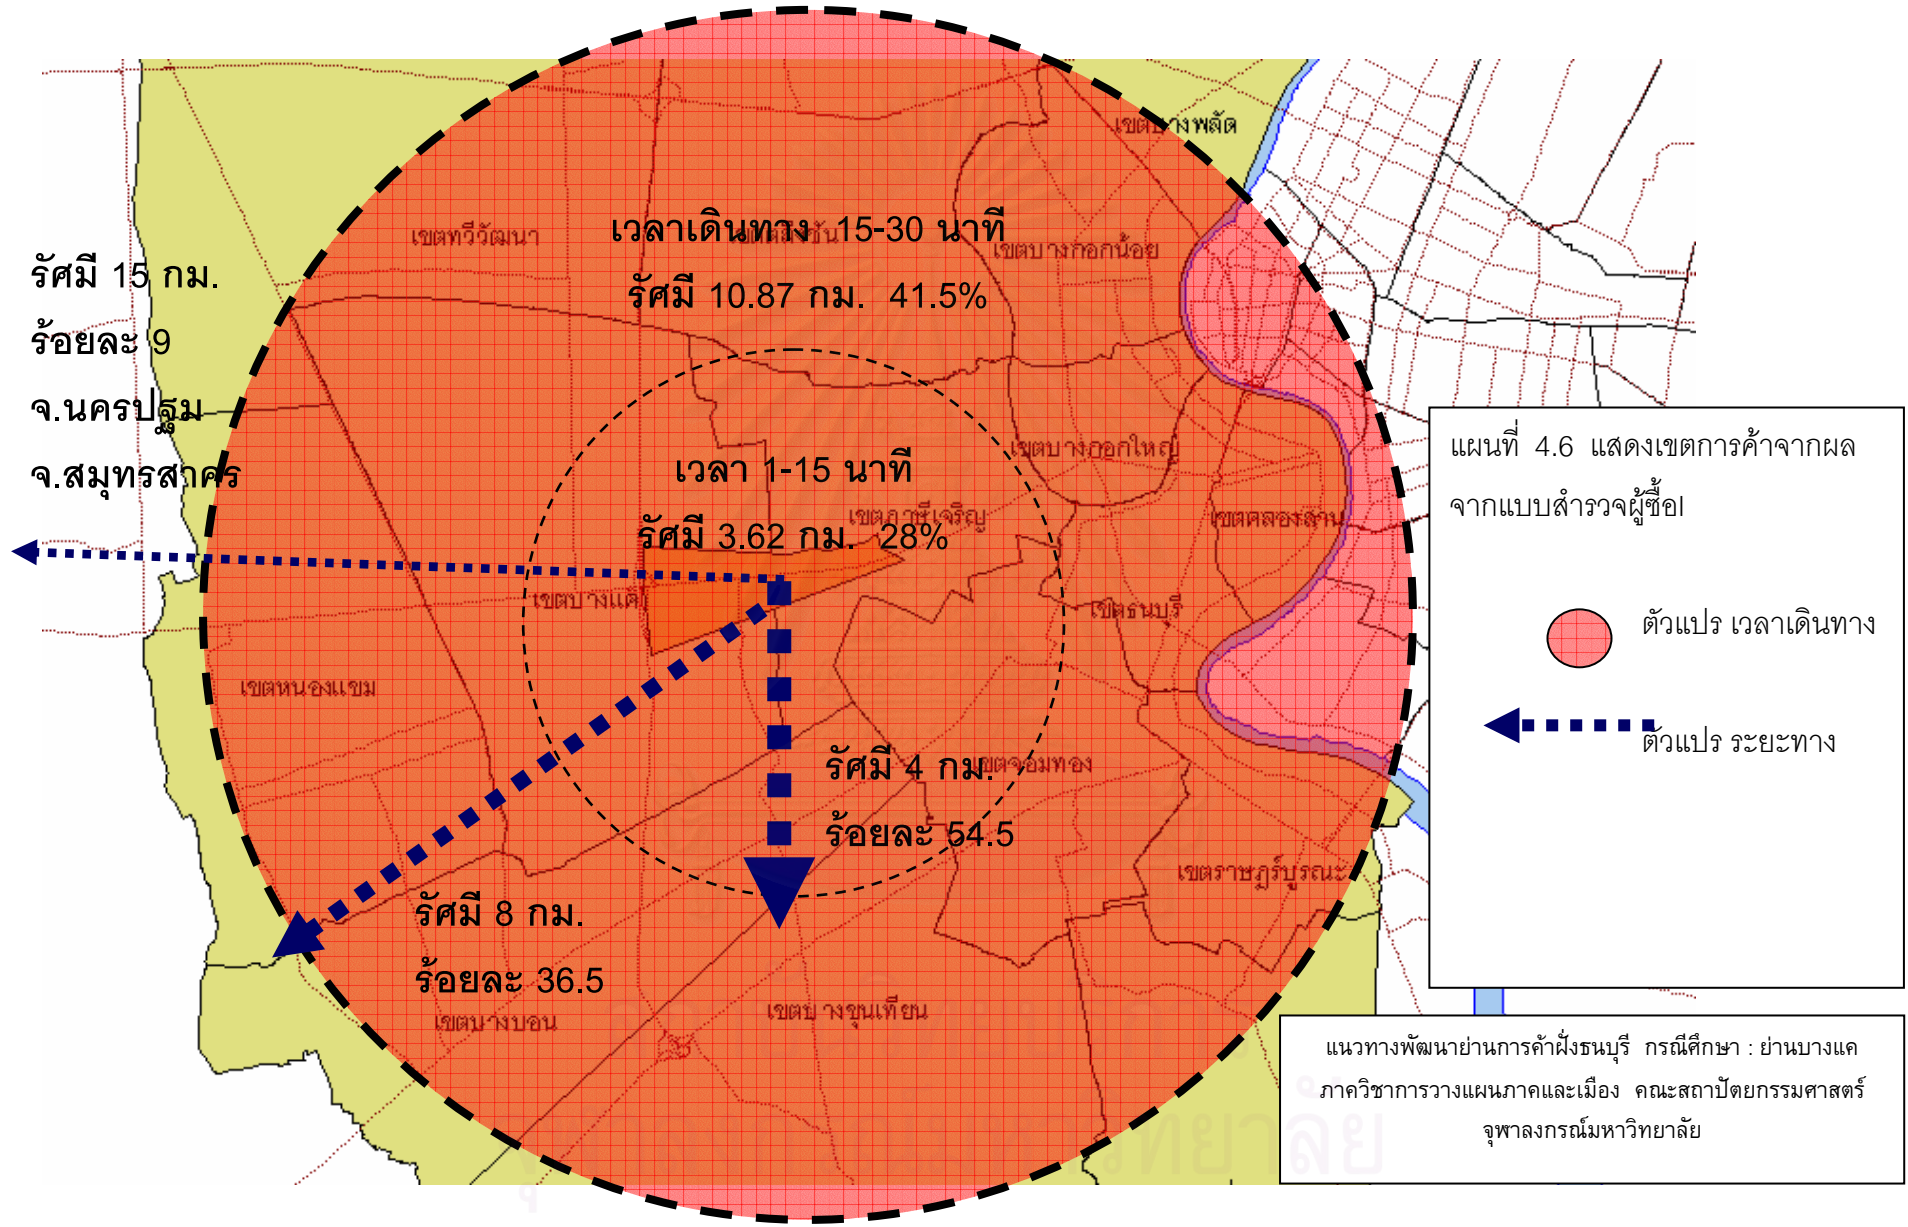 เขตบางพลัด
เขตทวีวัฒนา
เวลาเดินทาง 15-30 นาที
เขตบางกอกน้อย
รัศมี 10.87 กม. 41.5%
รัศมี 15 กม.
ร้อยละ 9
จ.นครปฐม
จ.สมุทรสาคร
เขตบางกอกใหญ่
เวลา 1-15 นาที
เขตภาษีเจริญ
รัศมี 3.62 กม. 28%
เขตคลองสาน
เขตบางแค
เขตธนบุรี
เขตหนองแขม
รัศมี 4 กม.
เขตจอมทอง
ร้อยละ 54.5
เขตราษฎร์บูรณะ
รัศมี 8 กม.
ร้อยละ 36.5
เขตบางบอน
เขตบางขุนเทียน
แผนที่ 4.6 แสดงเขตการค้าจากผล
จากแบบสำรวจผู้ซื้อ
ตัวแปร เวลาเดินทาง
ตัวแปร ระยะทาง
แนวทางพัฒนาย่านการค้าฝั่งธนบุรี กรณีศึกษา : ย่านบางแค
ภาควิชาการวางแผนภาคและเมือง คณะสถาปัตยกรรมศาสตร์
จุฬาลงกรณ์มหาวิทยาลัย